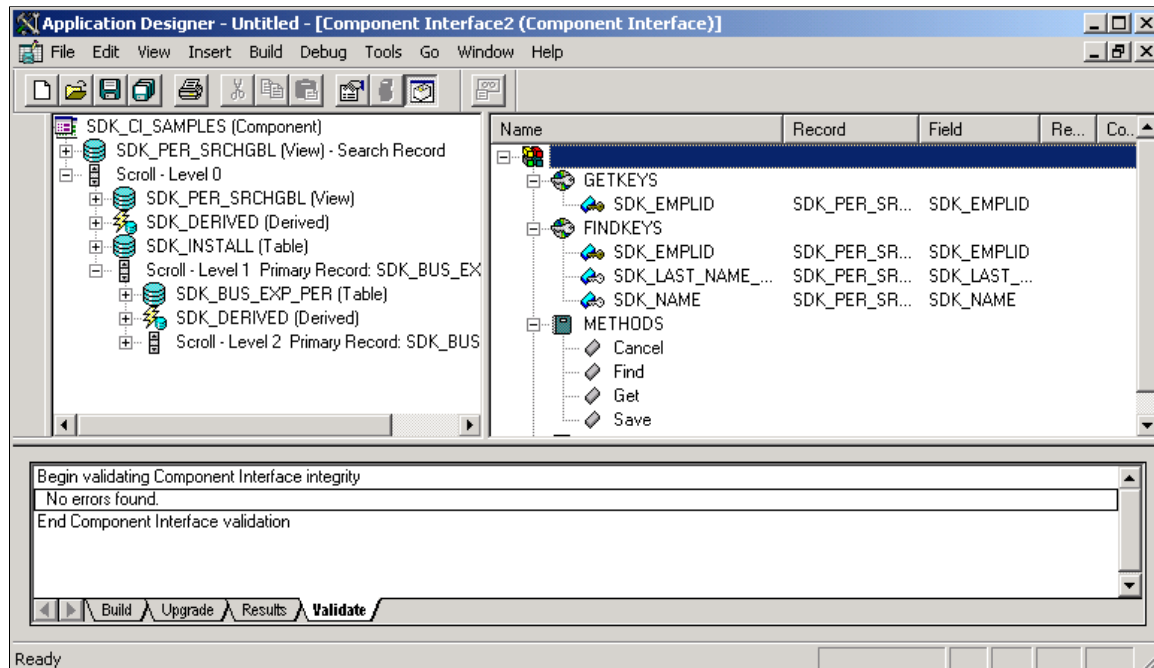 Application Designer - Untitled - [Component Interface2 (Component Interface)]
File Edit View Insert Build Debug Tools Go Window Help
SDK_CI_SAMPLES (Component)
SDK_PER_SRCHGBL (View) - Search Record
Scroll - Level 0
SDK_PER_SRCHGBL (View)
SDK_DERIVED (Derived)
SDK_INSTALL (Table)
Scroll - Level 1 Primary Record: SDK_BUS_EX
SDK_BUS_EXP_PER (Table)
SDK_DERIVED (Derived)
Scroll - Level 2 Primary Record: SDK_BUS
Name Record Field Re... Co..
GETKEYS
SDK_EMPLID SDK_PER_SR... SDK_EMPLID
FINDKEYS
SDK_EMPLID SDK_PER_SR... SDK_EMPLID
SDK_LAST_NAME_... SDK_PER_SR... SDK_LAST_...
SDK_NAME SDK_PER_SR... SDK_NAME
METHODS
Cancel
Find
Get
Save
Begin validating Component Interface integrity
No errors found.
End Component Interface validation
Build Upgrade Results Validate
Ready